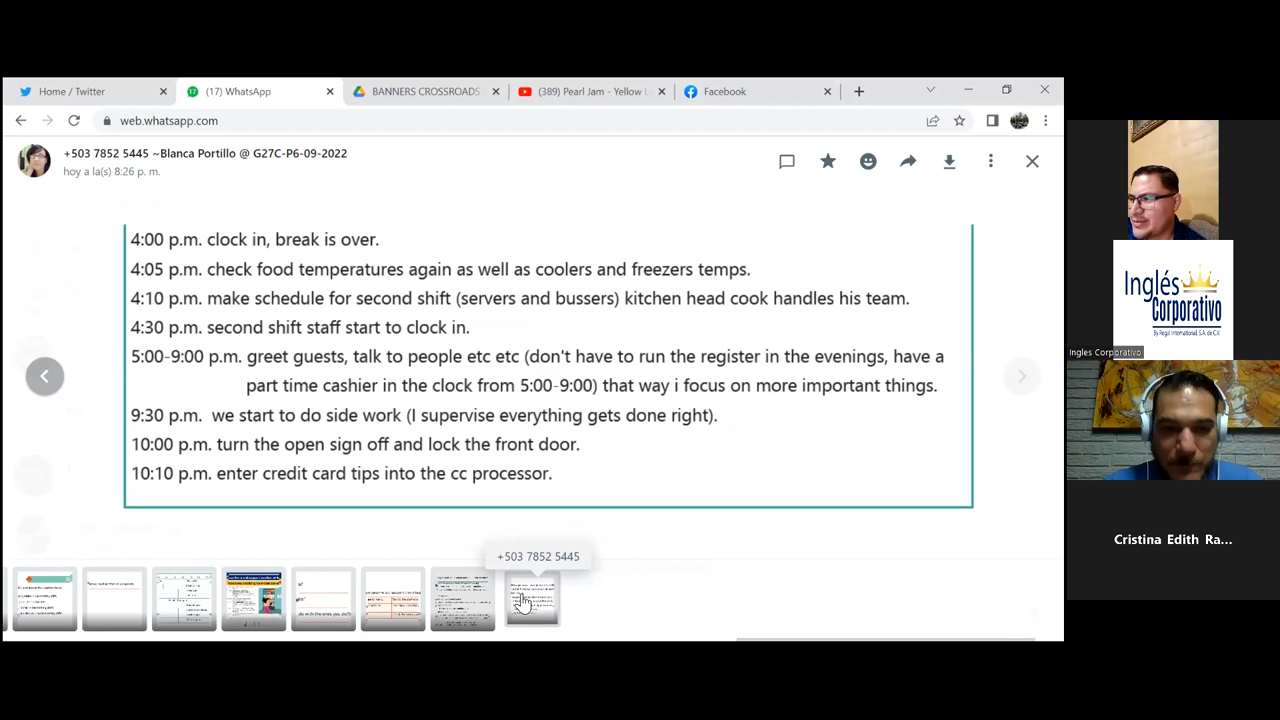 Home / Twitter
(17) WhatsApp
BANNERS CROSSROADS
(389) Pearl Jam - Yellow L
Facebook
web.whatsapp.com
+503 7852 5445 ~Blanca Portillo @ G27C-P6-09-2022
hoy a la(s) 8:26 p. m.
4:00 p.m. clock in, break is over.
4:05 p.m. check food temperatures again as well as coolers and freezers temps.
4:10 p.m. make schedule for second shift (servers and bussers) kitchen head cook handles his team.
4:30 p.m. second shift staff start to clock in.
5:00-9:00 p.m. greet guests, talk to people etc etc (don't have to run the register in the evenings, have a
part time cashier in the clock from 5:00-9:00) that way i focus on more important things.
9:30 p.m. we start to do side work (I supervise everything gets done right).
10:00 p.m. turn the open sign off and lock the front door.
10:10 p.m. enter credit card tips into the cc processor.
+503 7852 5445
Inglés
Corporativo
By Regal International, S.A. de C.V.
Ingles Corporativo
Cristina Edith Ra...